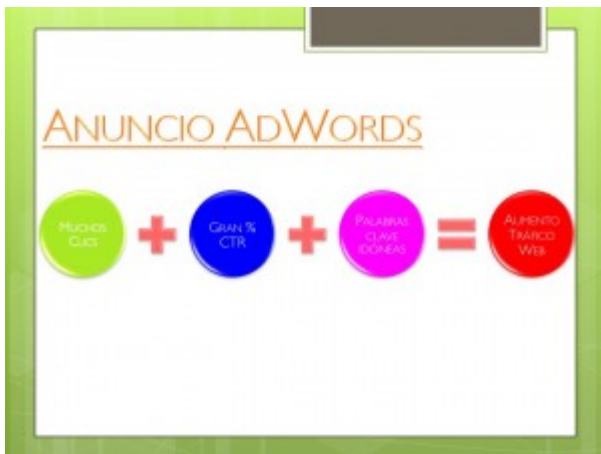 ANUNCIO ADWORDS
MUCHOS
CLICS
GRAN %
CTR
PALABRAS
CLAVE
IDÓNEAS
AUMENTO
TRÁFICO
WEB